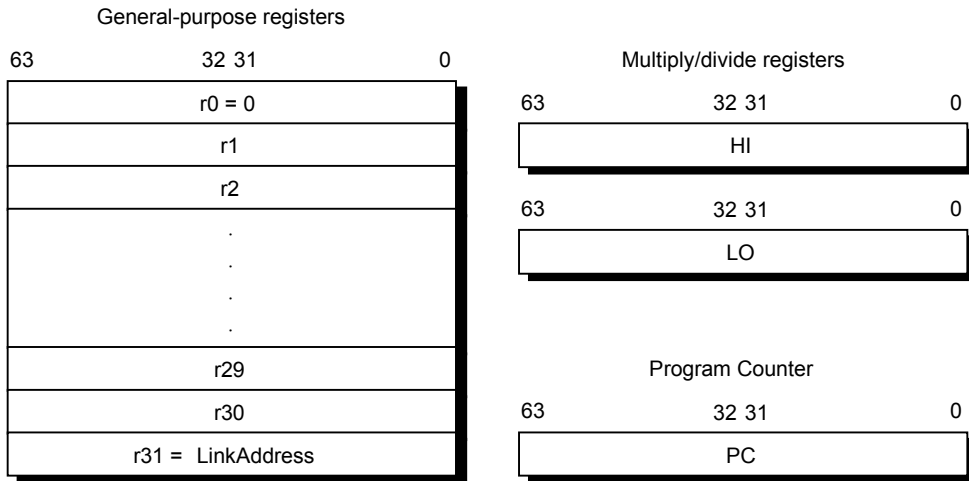 General-purpose registers
63 32 31 0
r0 = 0
r1
r2
.
.
.
.
r29
r30
r31 = LinkAddress
Multiply/divide registers
63 32 31 0
HI
63 32 31 0
LO
Program Counter
63 32 31 0
PC